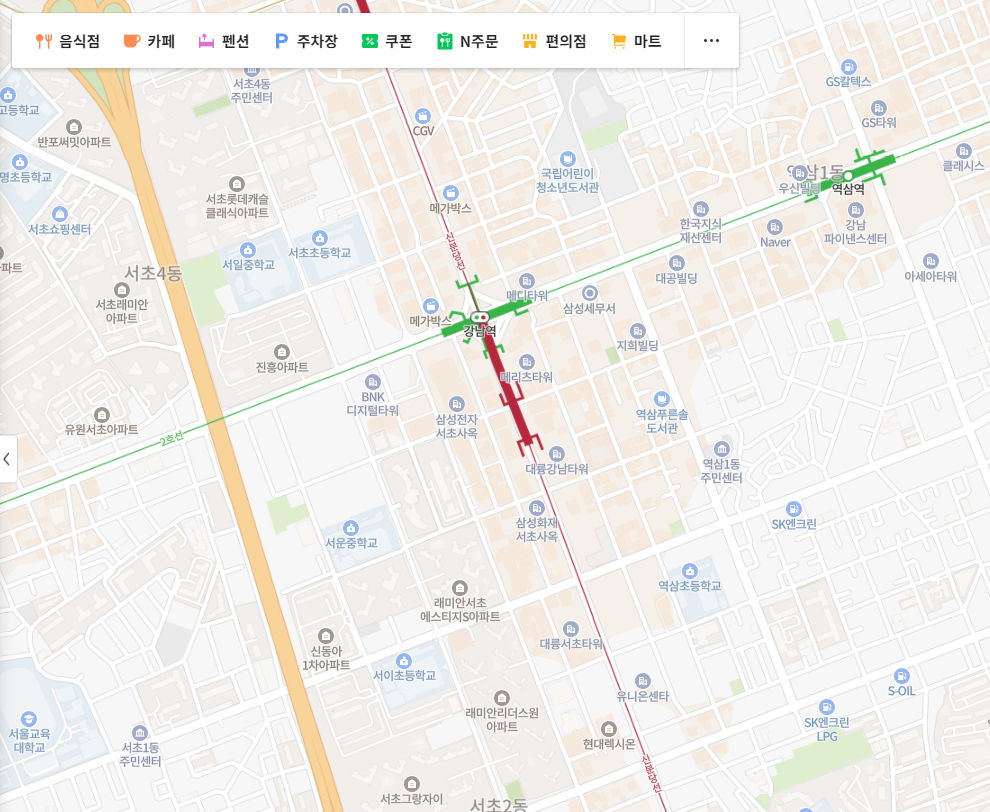 음식점
카페
펜션
주차장
쿠폰
N주문
편의점
마트
서초4동
주민센터
GS칼텍스
고등학교
반포써밋아파트
CGV
GS타워
클래시스
명초등학교
국립어린이
청소년도서관
역삼1동
우신빌딩
역삼역
서초롯데캐슬
클래식아파트
메가박스
서초쇼핑센터
한국지식
재산센터
강남
파이낸스센터
Naver
서초초등학교
서일중학교
신분당선
파트
서초4동
대공빌딩
아세아타워
서초래미안
아파트
메디타워
삼성세무서
메가박스
강남역
지희빌딩
진흥아파트
메리츠타워
BNK
디지털타워
삼성전자
서초사옥
역삼푸른솔
도서관
유원서초아파트
2호선
대륭강남타워
역삼1동
주민센터
삼성화재
서초사옥
SK엔크린
서운중학교
역삼초등학교
래미안서초
에스티지S아파트
대륭서초타워
신동아
1차아파트
서이초등학교
유니온센타
S-OIL
래미안리더스원
아파트
SK엔크린
LPG
서울교육
대학교
서초1동
주민센터
현대렉시온
신분당선
서초그랑자이
서초2동